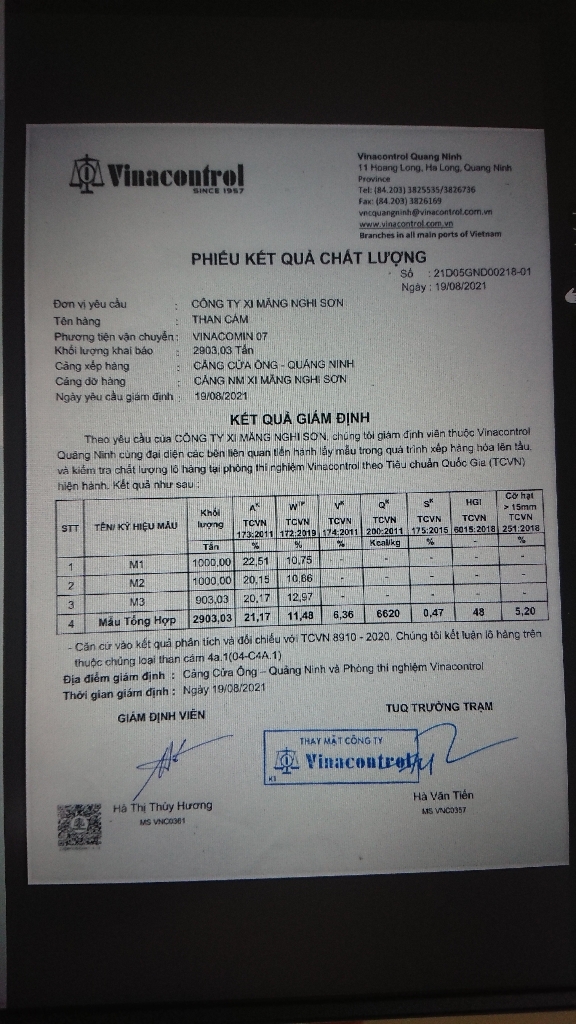 Vinacontrol
SINCE 1957
Vinacontrol Quang Ninh
11 Hoang Long, Ha Long, Quang Ninh
Province
Tel: (84.203) 3825535/3826736
Fax: (84.203) 3826169
vncquangninh@vinacontrol.com.vn
www.vinacontrol.com.vn
Branches in all main ports of Vietnam
PHIẾU KẾT QUẢ CHẤT LƯỢNG
Số : 21D05GND00218-01
Ngày : 19/08/2021
Đơn vị yêu cầu : CÔNG TY XI MĂNG NGHI SƠN
Tên hàng : THAN CÁM
Phương tiện vận chuyển : VINACOMIN 07
Khối lượng khai báo : 2903,03 Tấn
Cảng xếp hàng : CẢNG CỬA ÔNG - QUẢNG NINH
Cảng dỡ hàng : CẢNG NM XI MĂNG NGHI SƠN
Ngày yêu cầu giám định : 19/08/2021
KẾT QUẢ GIÁM ĐỊNH
Theo yêu cầu của CÔNG TY XI MĂNG NGHI SƠN, chúng tôi giám định viên thuộc Vinacontrol
Quảng Ninh cùng đại diện các bên liên quan tiến hành lấy mẫu trong quá trình xếp hàng hóa lên tầu,
và kiểm tra chất lượng lô hàng tại phòng thí nghiệm Vinacontrol theo Tiêu chuẩn Quốc Gia (TCVN)
hiện hành. Kết quả như sau :
STT TÊN/ KÝ HIỆU MẪU Khối lượng Tấn A^K TCVN 173:2011 % W^tp TCVN 172:2019 % V^K TCVN 174:2011 % Q^K TCVN 200:2011 Kcal/kg S^K TCVN 175:2015 % HGI TCVN 6015:2018 Cỡ hạt > 15mm TCVN 251:2018 %
1 M1 1000,00 22,51 10,75 - - - - -
2 M2 1000,00 20,15 10,66 - - - - -
3 M3 903,03 20,17 12,97 - - - - -
4 Mẫu Tổng Hợp 2903,03 21,17 11,48 6,36 6620 0,47 48 5,20
- Căn cứ vào kết quả phân tích và đối chiếu với TCVN 8910 - 2020, Chúng tôi kết luận lô hàng trên
thuộc chủng loại than cám 4a.1(04-C4A.1)
Địa điểm giám định : Cảng Cửa Ông – Quảng Ninh và Phòng thí nghiệm Vinacontrol
Thời gian giám định : Ngày 19/08/2021
GIÁM ĐỊNH VIÊN
TUQ TRƯỞNG TRẠM
THAY MẶT CÔNG TY
Vinacontrol
K1
Hà Thị Thùy Hương
MS VNC0361
Hà Văn Tiến
MS VNC0357